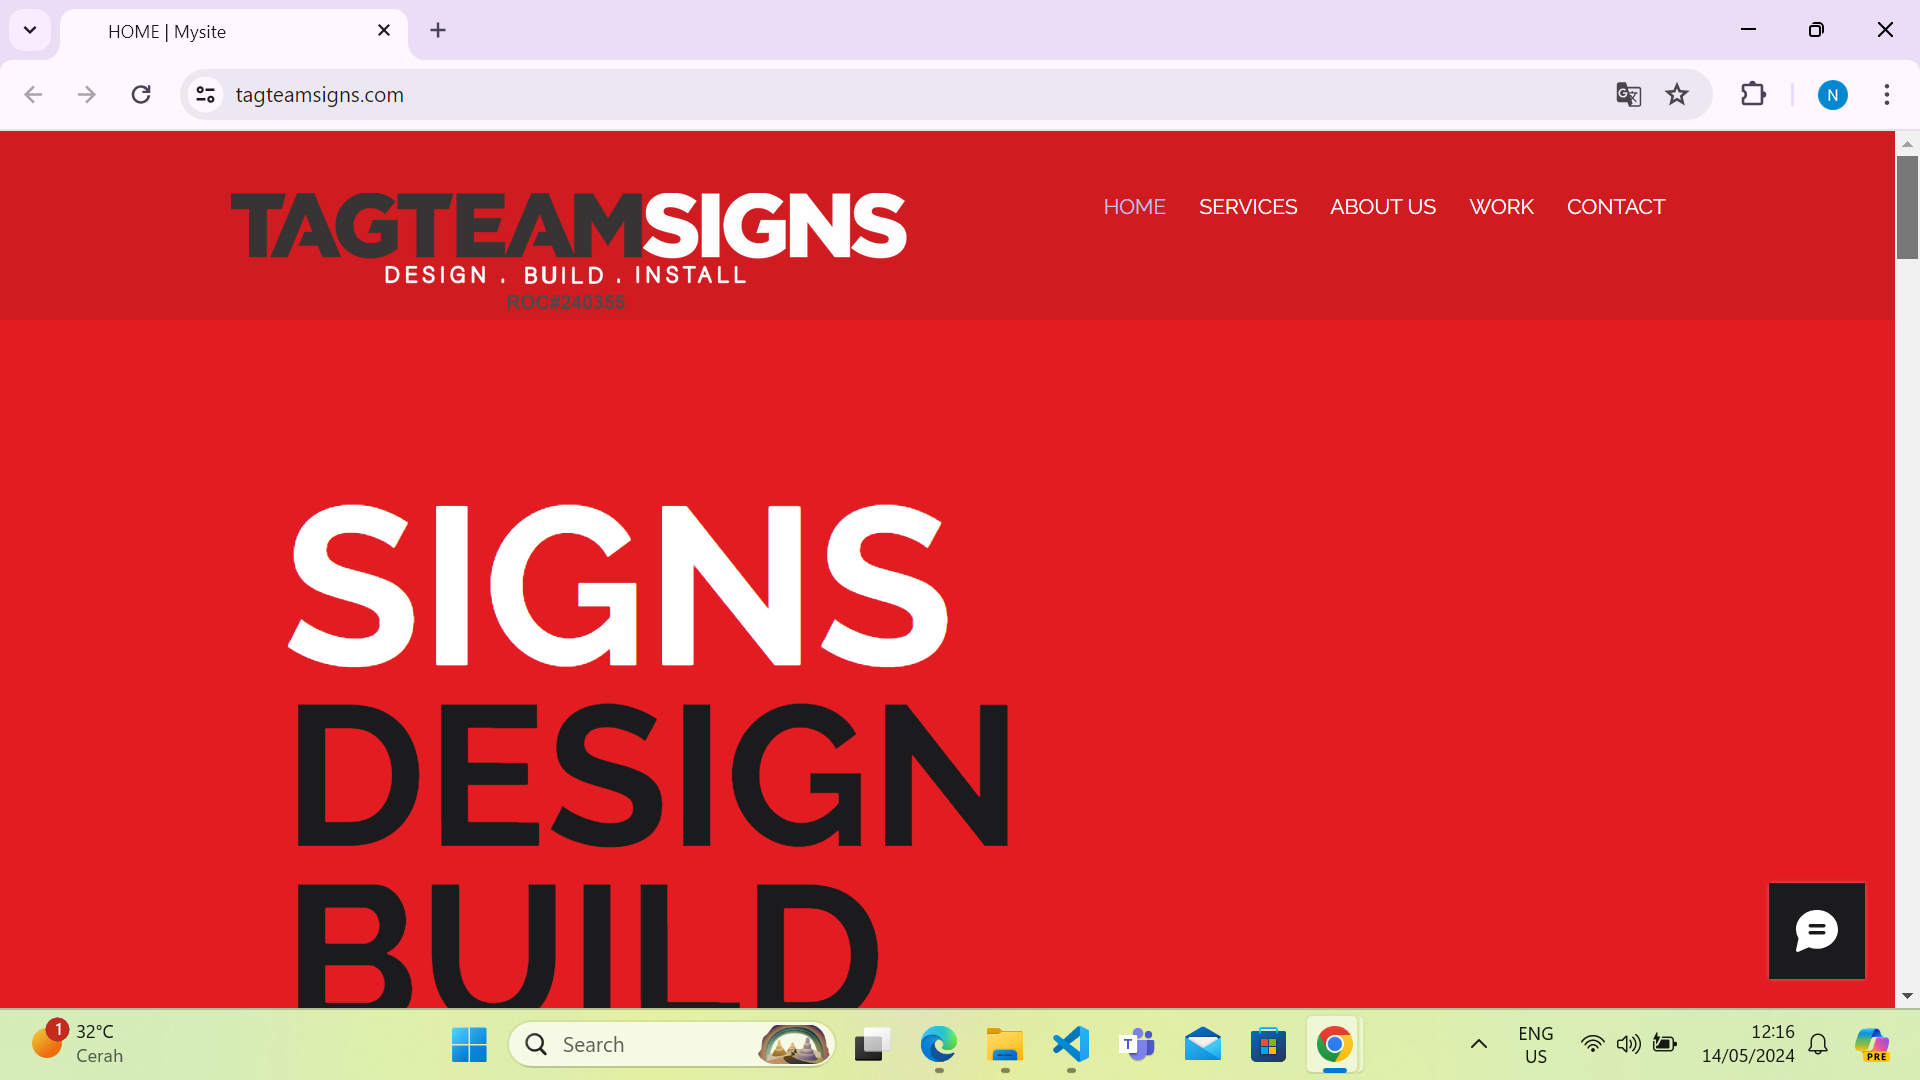 HOME | Mysite
tagteamsigns.com
N
TAGTEAMSIGNS
DESIGN . BUILD . INSTALL
ROC#240355
HOME SERVICES ABOUT US WORK CONTACT
SIGNS
DESIGN
BUILD
1
32°C
Cerah
Search
T
ENG
US
12:16
14/05/2024
PRE